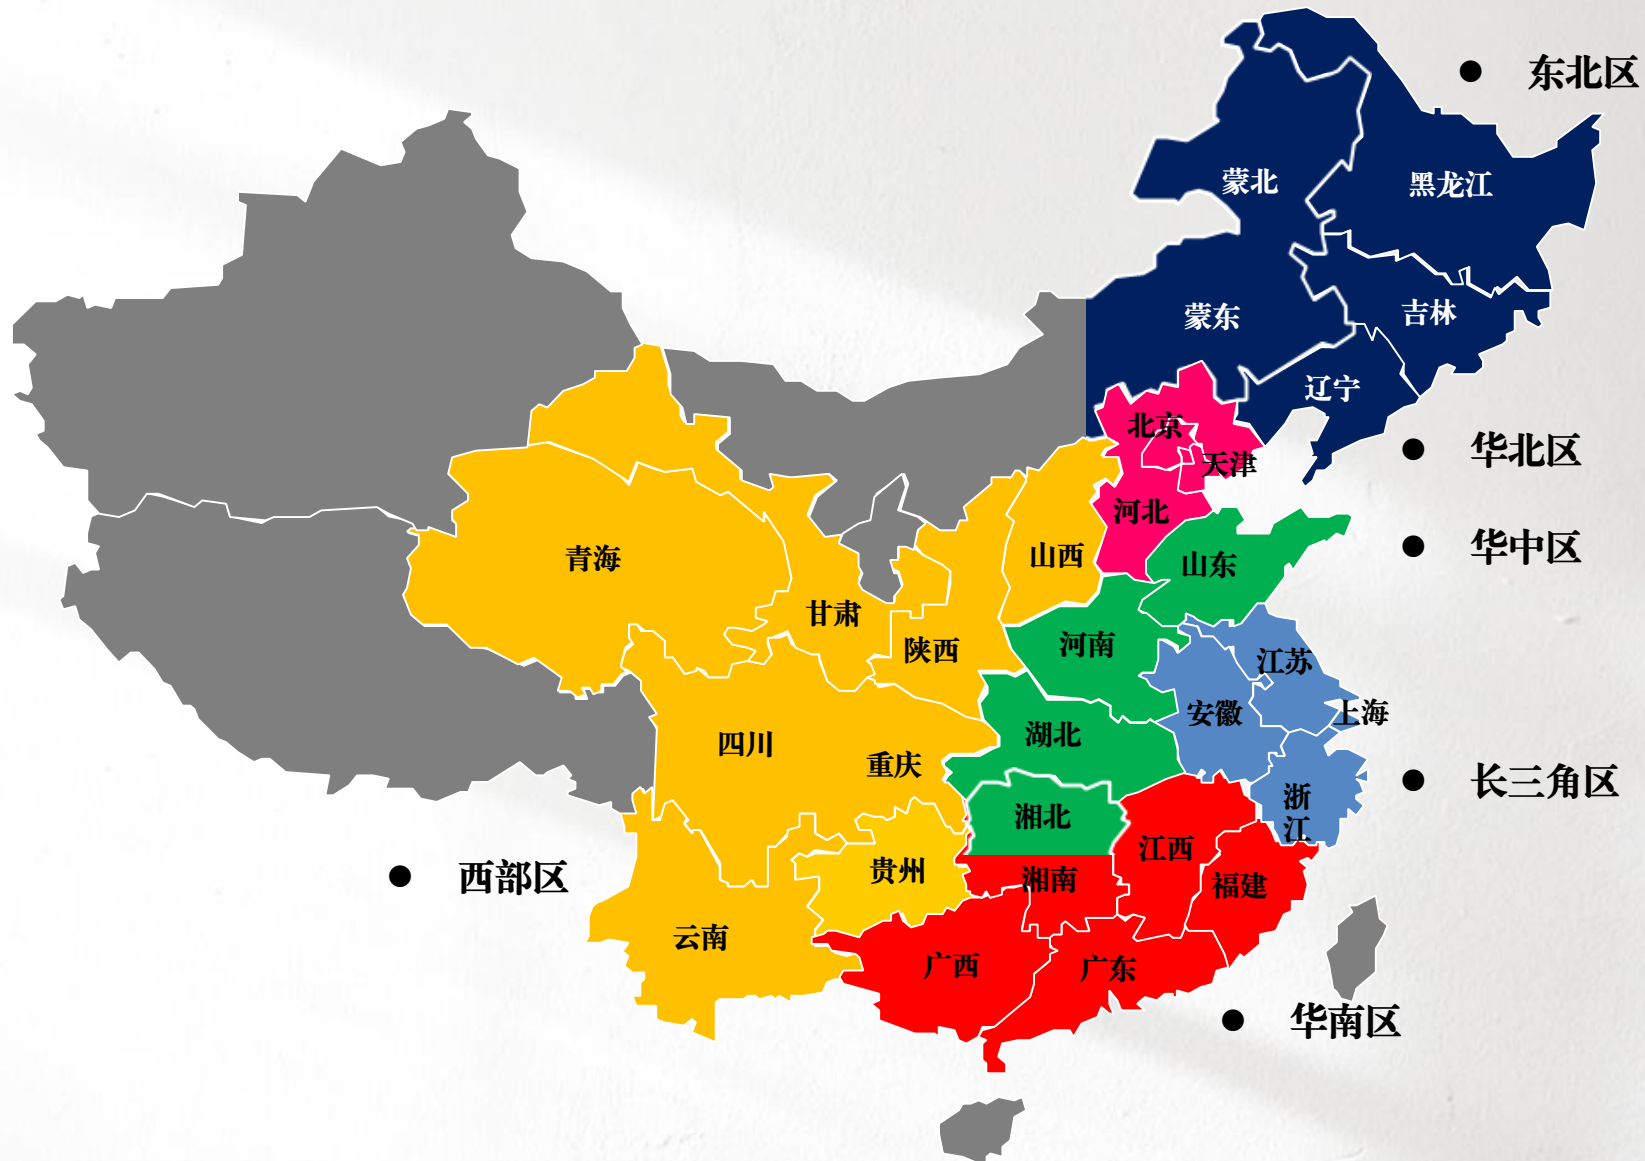 东北区
蒙北
黑龙江
蒙东
吉林
辽宁
北京
华北区
天津
河北
华中区
山西
山东
青海
甘肃
陕西
河南
江苏
安徽
上海
湖北
四川
重庆
长三角区
浙
江
湘北
江西
贵州
西部区
湘南
福建
云南
广西
广东
华南区